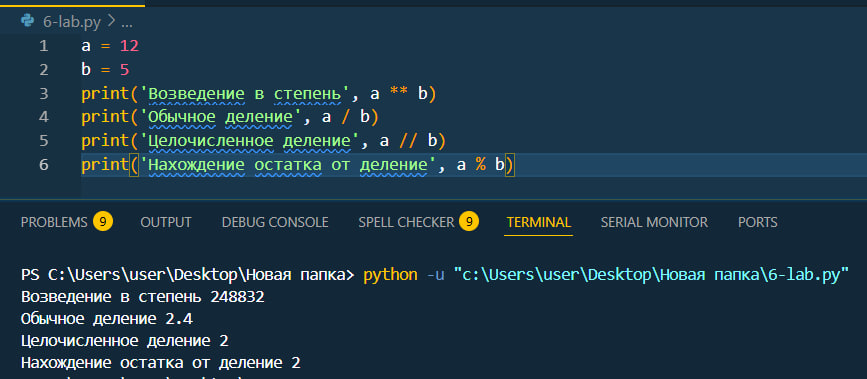 6-lab.py > ...
1 a = 12
2 b = 5
3 print('Возведение в степень', a ** b)
4 print('Обычное деление', a / b)
5 print('Целочисленное деление', a // b)
6 print('Нахождение остатка от деление', a % b)
PROBLEMS 9 OUTPUT DEBUG CONSOLE SPELL CHECKER 9 TERMINAL SERIAL MONITOR PORTS
PS C:\Users\user\Desktop\Новая папка> python -u "c:\Users\user\Desktop\Новая папка\6-lab.py"
Возведение в степень 248832
Обычное деление 2.4
Целочисленное деление 2
Нахождение остатка от деление 2